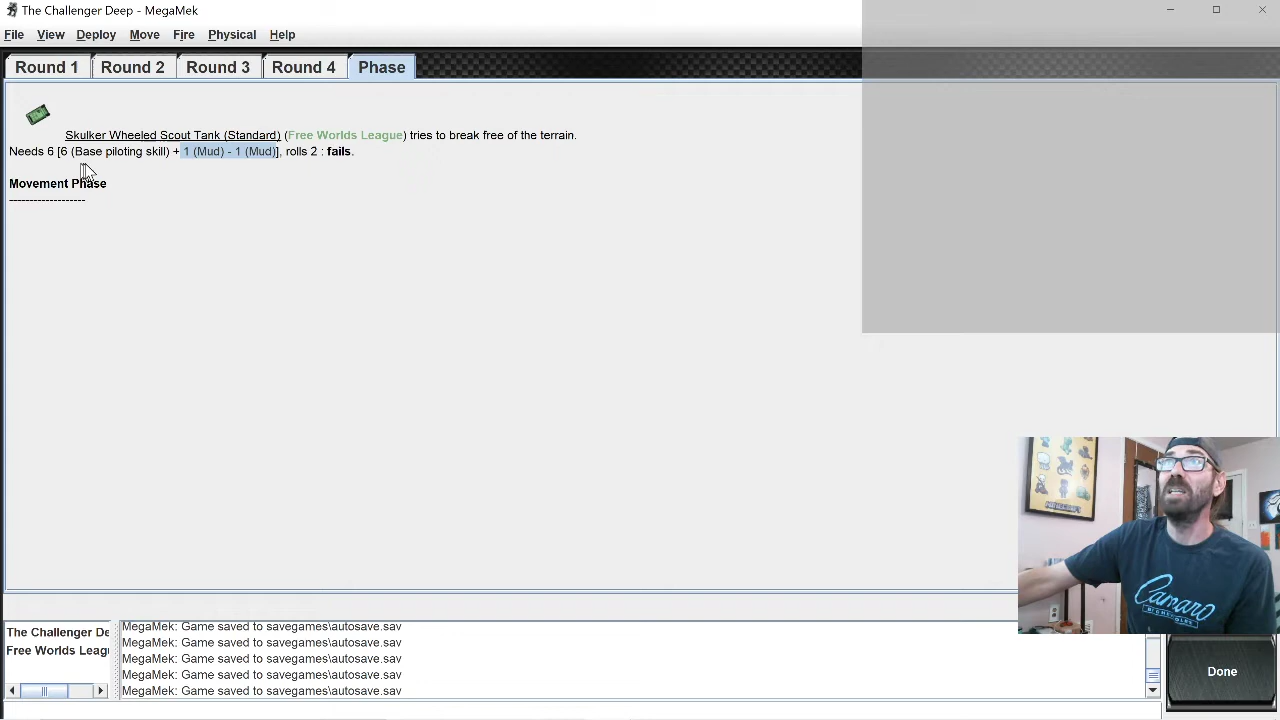 The Challenger Deep - MegaMek
File View Deploy Move Fire Physical Help
Round 1 Round 2 Round 3 Round 4 Phase
Skulker Wheeled Scout Tank (Standard) (Free Worlds League) tries to break free of the terrain.
Needs 6 [6 (Base piloting skill) + 1 (Mud) - 1 (Mud)], rolls 2 : fails.
Movement Phase
-------------------
The Challenger De
Free Worlds Leag
MegaMek: Game saved to savegames\autosave.sav
MegaMek: Game saved to savegames\autosave.sav
MegaMek: Game saved to savegames\autosave.sav
MegaMek: Game saved to savegames\autosave.sav
MegaMek: Game saved to savegames\autosave.sav
Done
Camaro